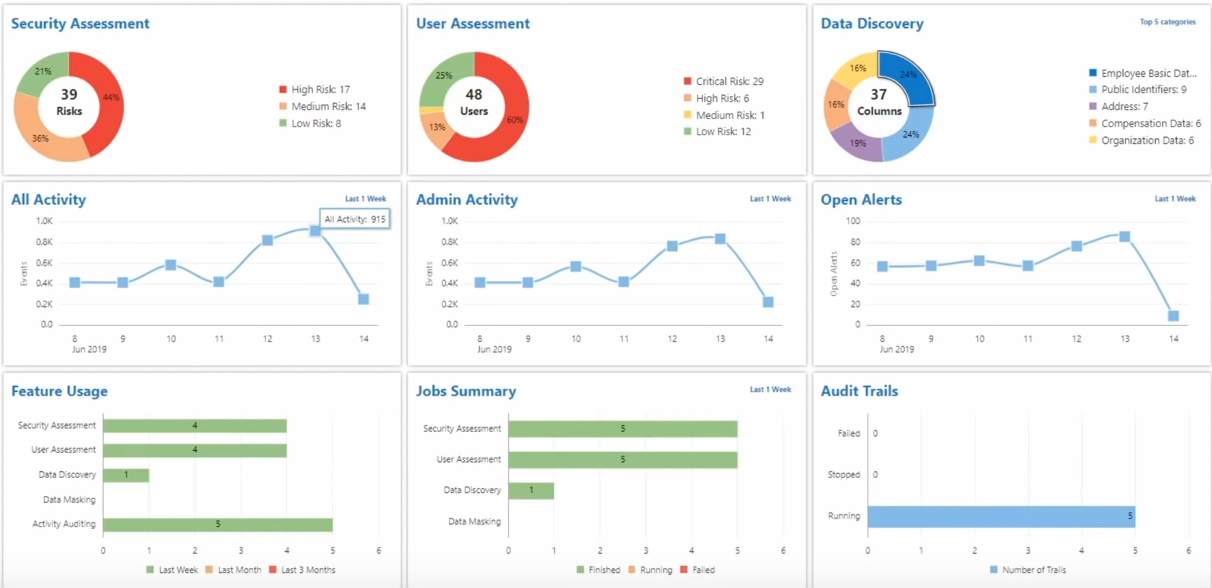 Security Assessment
21%
44%
36%
39
Risks
High Risk: 17
Medium Risk: 14
Low Risk: 8
User Assessment
25%
13%
60%
48
Users
Critical Risk: 29
High Risk: 6
Medium Risk: 1
Low Risk: 12
Data Discovery
Top 5 categories
16%
24%
16%
24%
19%
37
Columns
Employee Basic Dat...
Public Identifiers: 9
Address: 7
Compensation Data: 6
Organization Data: 6
All Activity
Last 1 Week
All Activity: 915
1.0K
0.8K
0.6K
0.4K
0.2K
0.0
Events
8 9 10 11 12 13 14
Jun 2019
Admin Activity
Last 1 Week
1.0K
0.8K
0.6K
0.4K
0.2K
0.0
Events
8 9 10 11 12 13 14
Jun 2019
Open Alerts
Last 1 Week
100
80
60
40
20
0
Open Alerts
8 9 10 11 12 13 14
Jun 2019
Feature Usage
Security Assessment 4
User Assessment 4
Data Discovery 1
Data Masking
Activity Auditing 5
0 1 2 3 4 5 6
Last Week Last Month Last 3 Months
Jobs Summary
Last 1 Week
Security Assessment 5
User Assessment 5
Data Discovery 1
Data Masking
0 1 2 3 4 5 6
Finished Running Failed
Audit Trails
Failed 0
Stopped 0
Running 5
0 1 2 3 4 5 6
Number of Trails